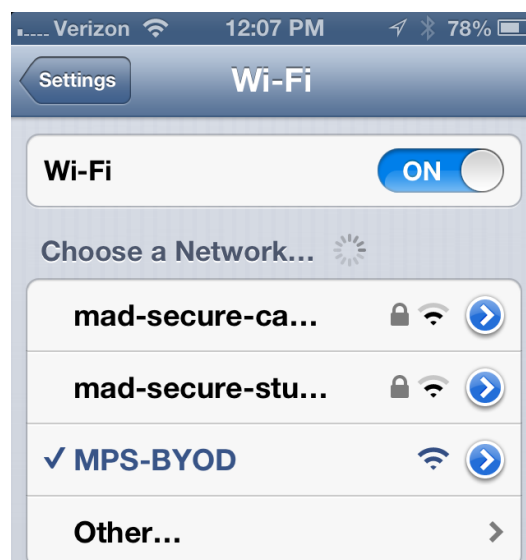 Verizon 12:07 PM 78%
Settings Wi-Fi
Wi-Fi ON
Choose a Network...
mad-secure-ca...
mad-secure-stu...
✓ MPS-BYOD
Other...